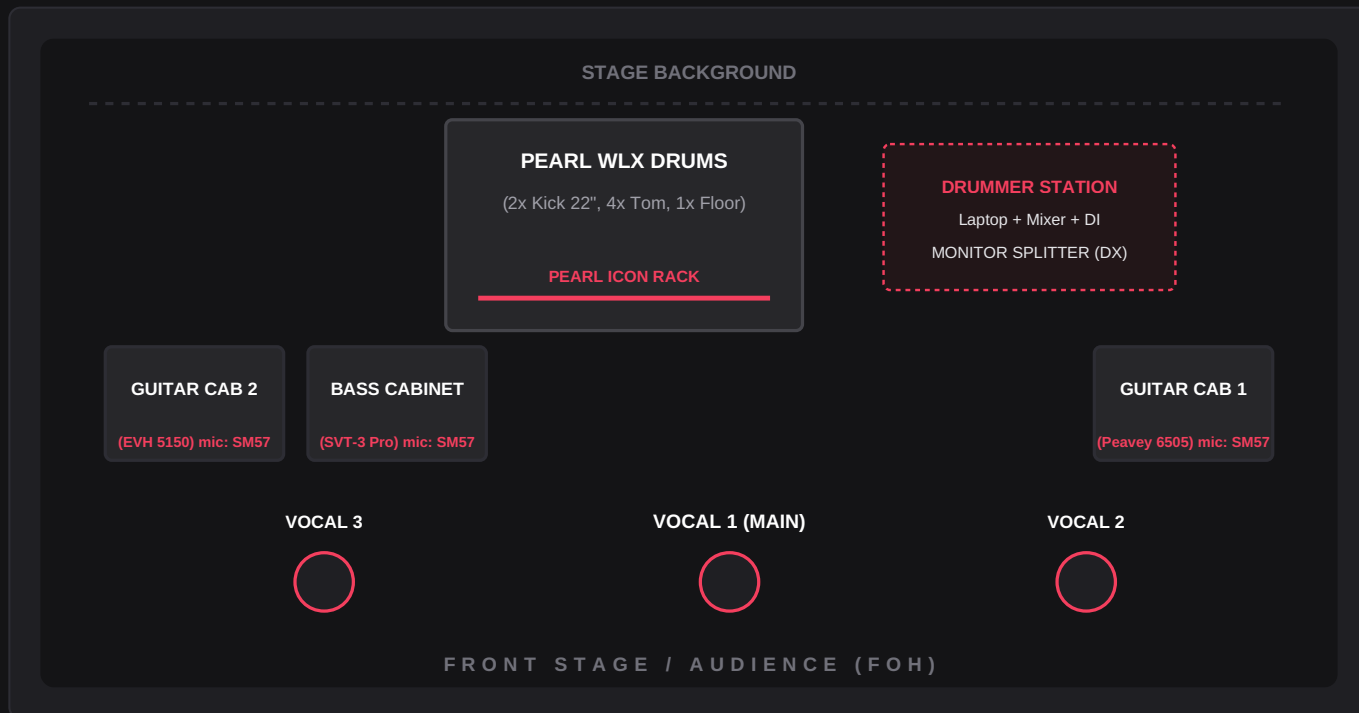 STAGE BACKGROUND
PEARL WLX DRUMS
(2x Kick 22", 4x Tom, 1x Floor)
PEARL ICON RACK
DRUMMER STATION
Laptop + Mixer + DI
MONITOR SPLITTER (DX)
GUITAR CAB 2
(EVH 5150) mic: SM57
BASS CABINET
(SVT-3 Pro) mic: SM57
GUITAR CAB 1
(Peavey 6505) mic: SM57
VOCAL 3
VOCAL 1 (MAIN)
VOCAL 2
FRONT STAGE / AUDIENCE (FOH)